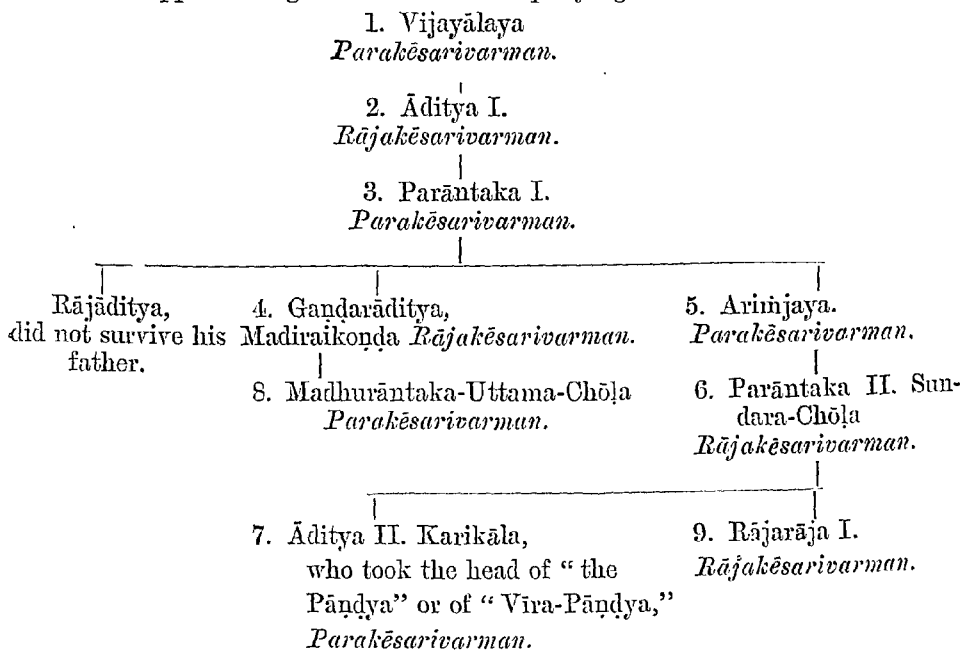 1. Vijayālaya
Parakēsarivarman.
2. Āditya I.
Rājakēsarivarman.
3. Parāntaka I.
Parakēsarivarman.
Rājāditya,
did not survive his
father.
4. Gaṇḍarāditya,
Madiraikoṇḍa Rājakēsarivarman.
8. Madhurāntaka-Uttama-Chōḷa
Parakēsarivarman.
5. Ariṁjaya.
Parakēsarivarman.
6. Parāntaka II. Sun-
dara-Chōḷa
Rājakēsarivarman.
7. Āditya II. Karikāla,
who took the head of “ the
Pāṇḍya” or of “ Vīra-Pāṇḍya,”
Parakēsarivarman.
9. Rājarāja I.
Rājakēsarivarman.